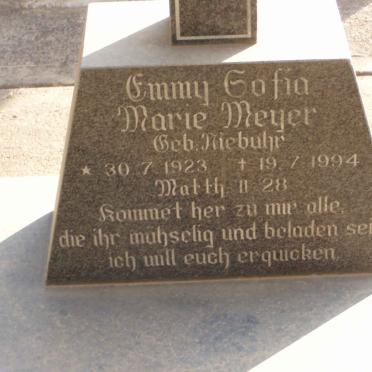 Emmy Sofia
Marie Meyer
Geb. Niebuhr
* 30.7.1923 † 19.7.1994
Matth 11 28
Kommet her zu mir alle,
die ihr mühselig und beladen
ich will euch erquicken.